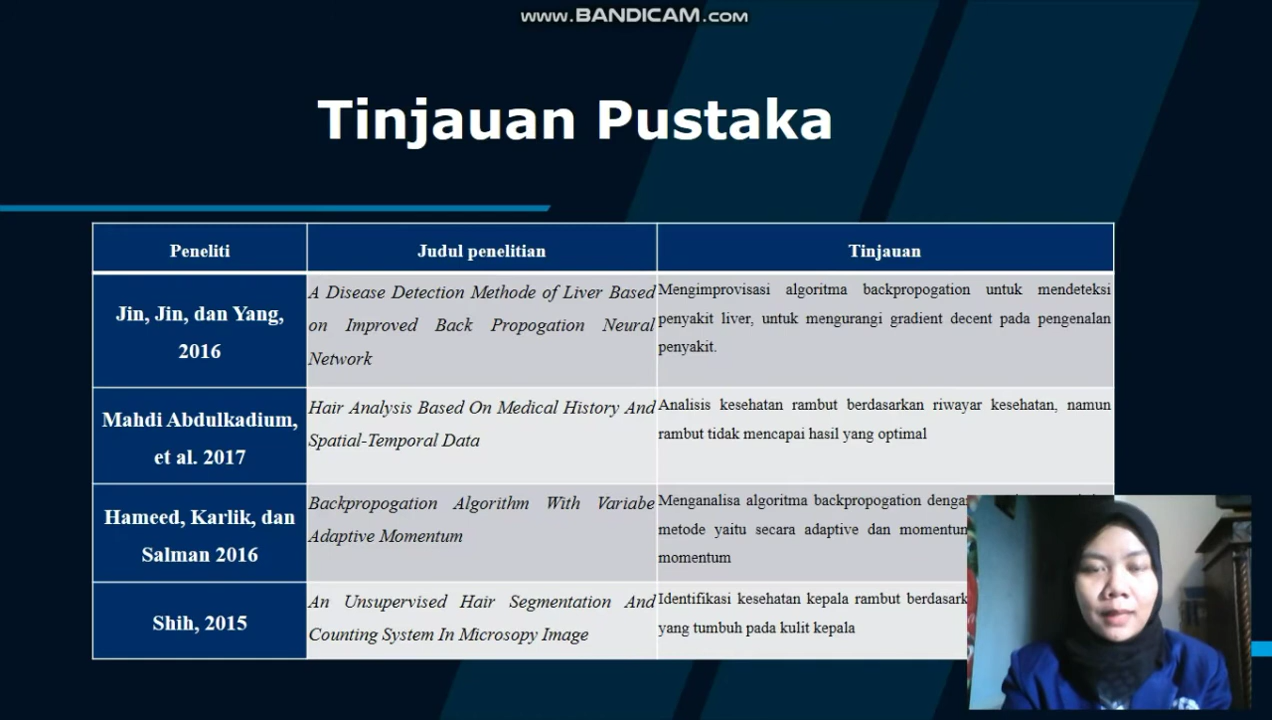 www.BANDICAM.com
Tinjauan Pustaka
Peneliti
Judul penelitian
Tinjauan
Jin, Jin, dan Yang,
2016
A Disease Detection Methode of Liver Based
on Improved Back Propogation Neural
Network
Mengimprovisasi algoritma backpropogation untuk mendeteksi
penyakit liver, untuk mengurangi gradient decent pada pengenalan
penyakit.
Mahdi Abdulkadium,
et al. 2017
Hair Analysis Based On Medical History And
Spatial-Temporal Data
Analisis kesehatan rambut berdasarkan riwayar kesehatan, namun
rambut tidak mencapai hasil yang optimal
Hameed, Karlik, dan
Salman 2016
Backpropogation Algorithm With Variabe
Adaptive Momentum
Menganalisa algoritma backpropogation
metode yaitu secara adaptive dan momentum
momentum
Shih, 2015
An Unsupervised Hair Segmentation And
Counting System In Microsopy Image
Identifikasi kesehatan kepala rambut
yang tumbuh pada kulit kepala